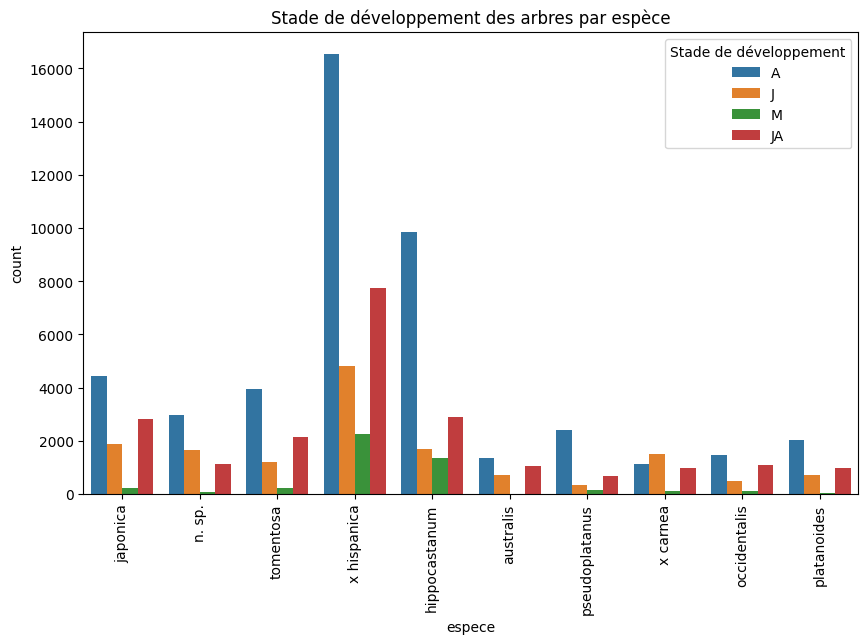 Stade de développement des arbres par espèce
Stade de développement
A
J
M
JA
16000
14000
12000
10000
8000
6000
4000
2000
0
count
japonica
n. sp.
tomentosa
x hispanica
hippocastanum
australis
pseudoplatanus
x carnea
occidentalis
platanoides
espece